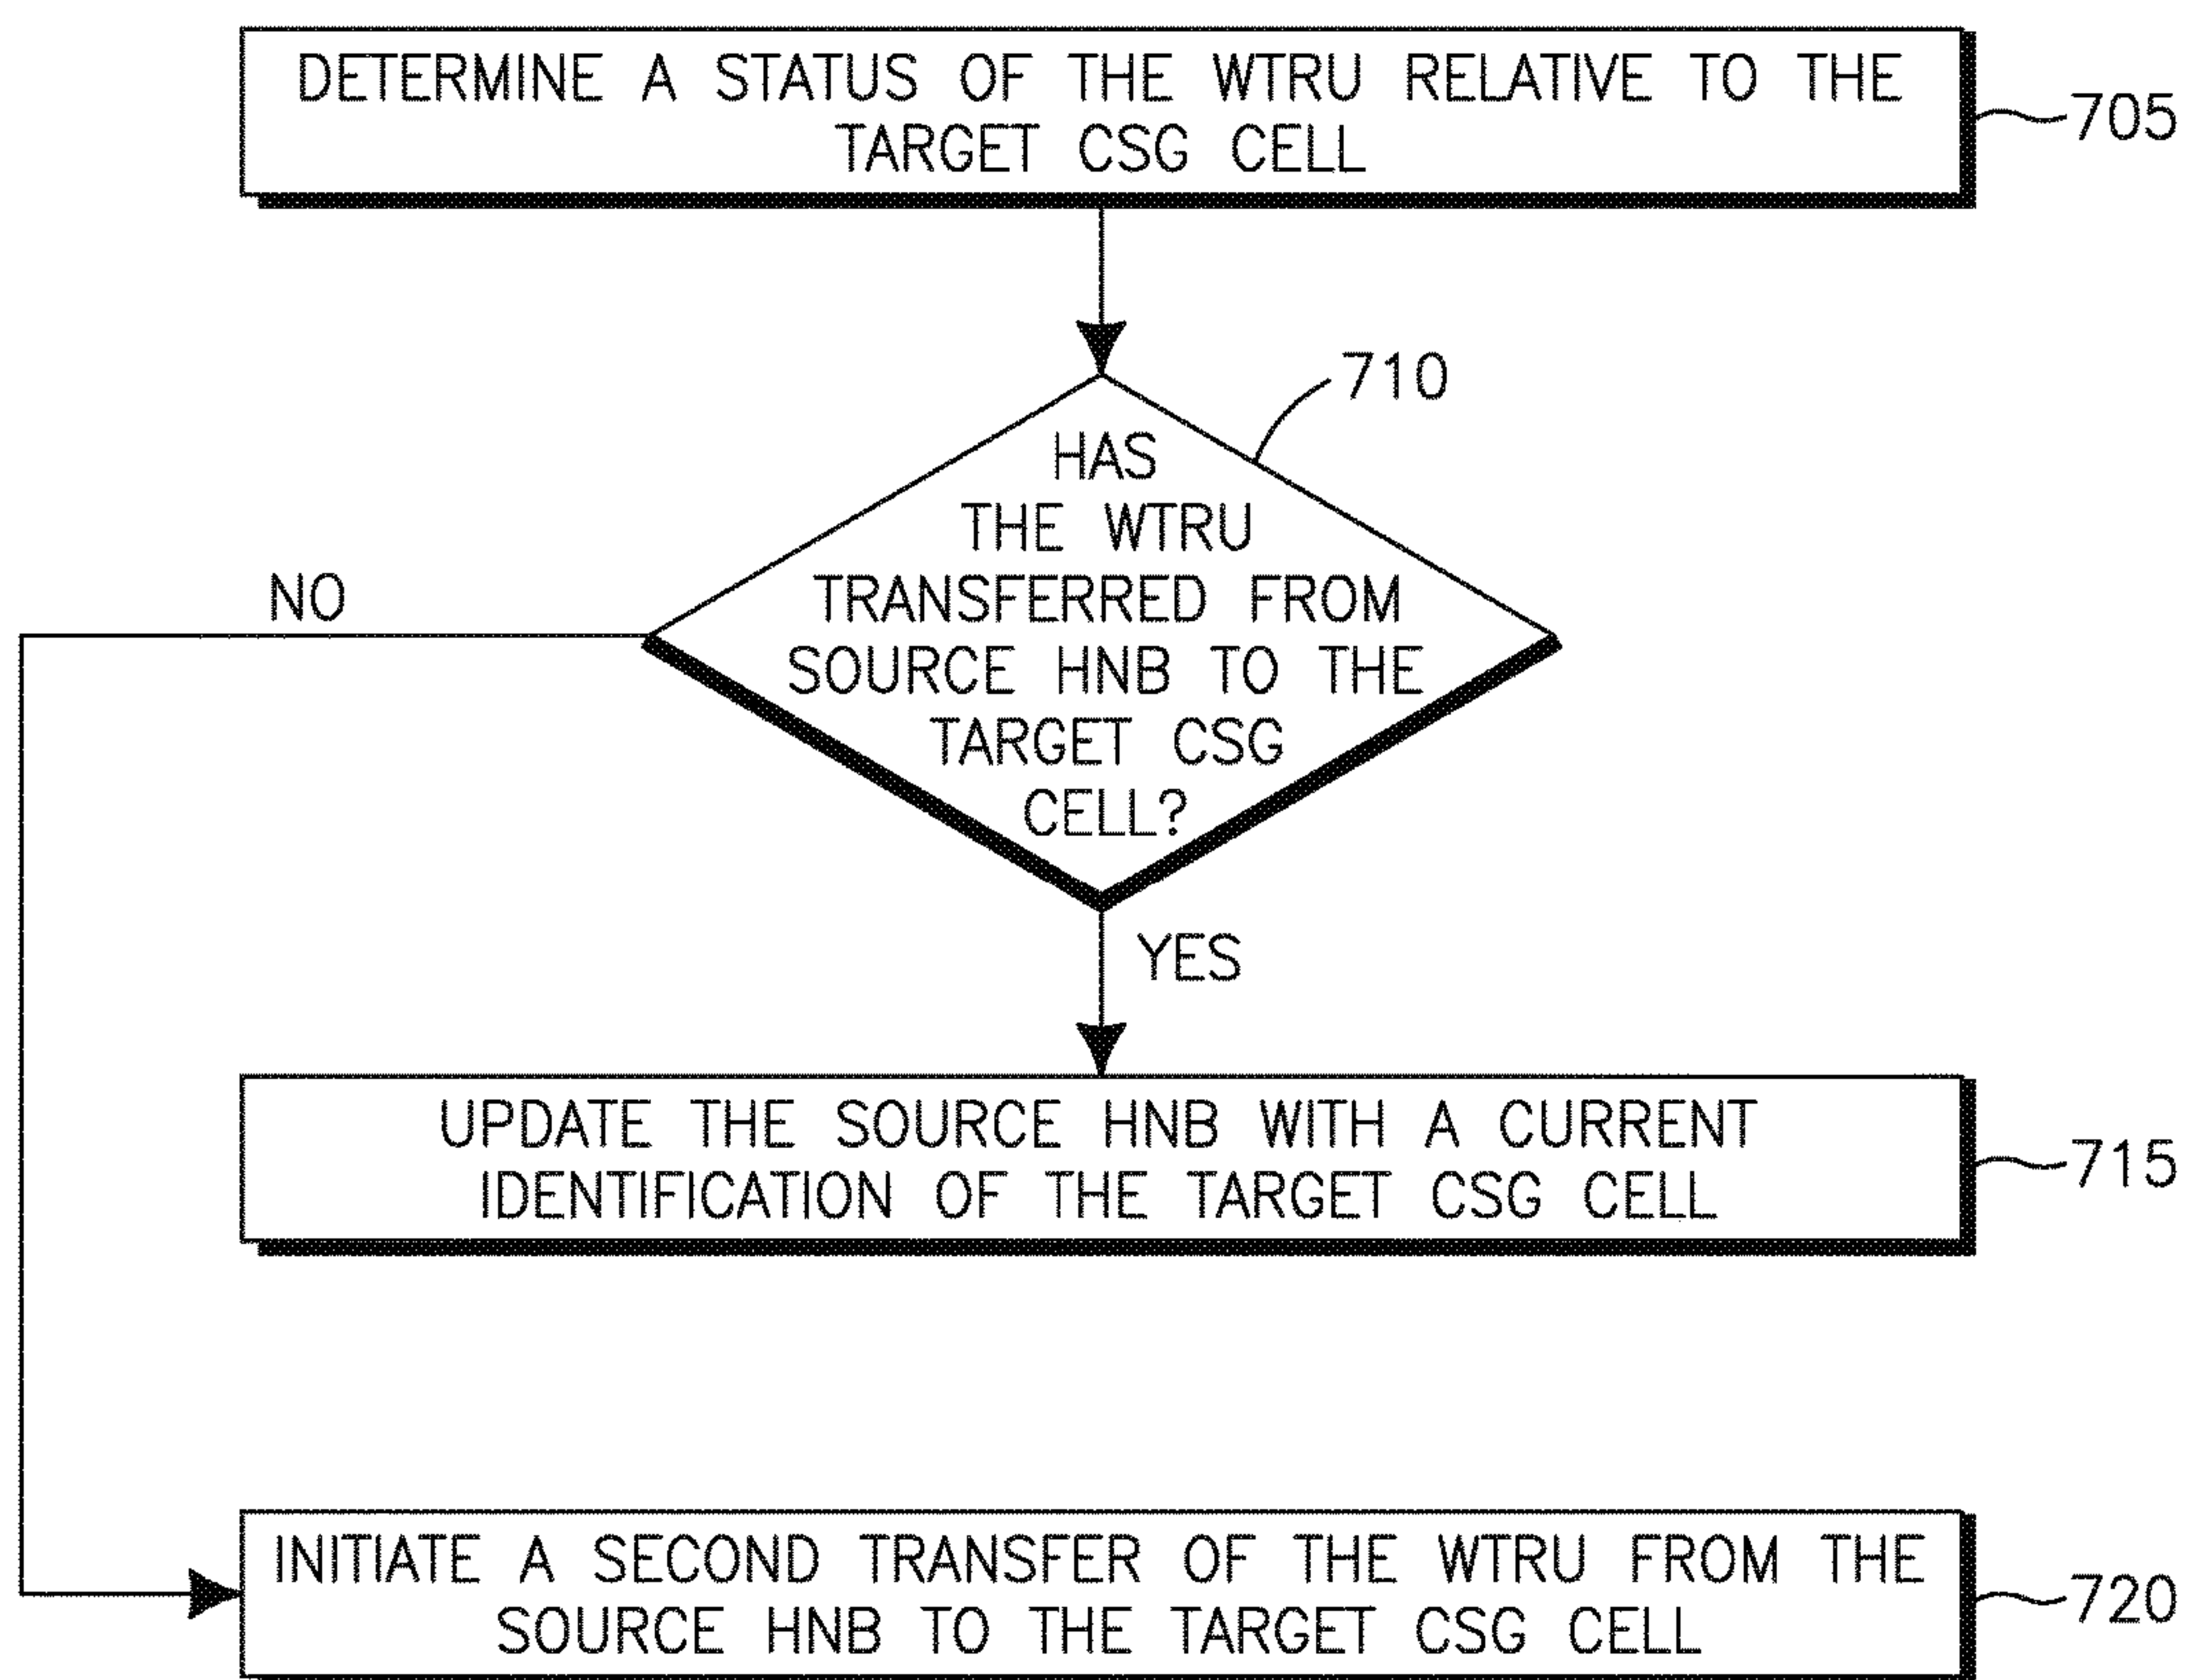 DETERMINE A STATUS OF THE WTRU RELATIVE TO THE
TARGET CSG CELL
705
710
HAS
THE WTRU
TRANSFERRED FROM
SOURCE HNB TO THE
TARGET CSG
CELL?
NO
YES
UPDATE THE SOURCE HNB WITH A CURRENT
IDENTIFICATION OF THE TARGET CSG CELL
715
INITIATE A SECOND TRANSFER OF THE WTRU FROM THE
SOURCE HNB TO THE TARGET CSG CELL
720